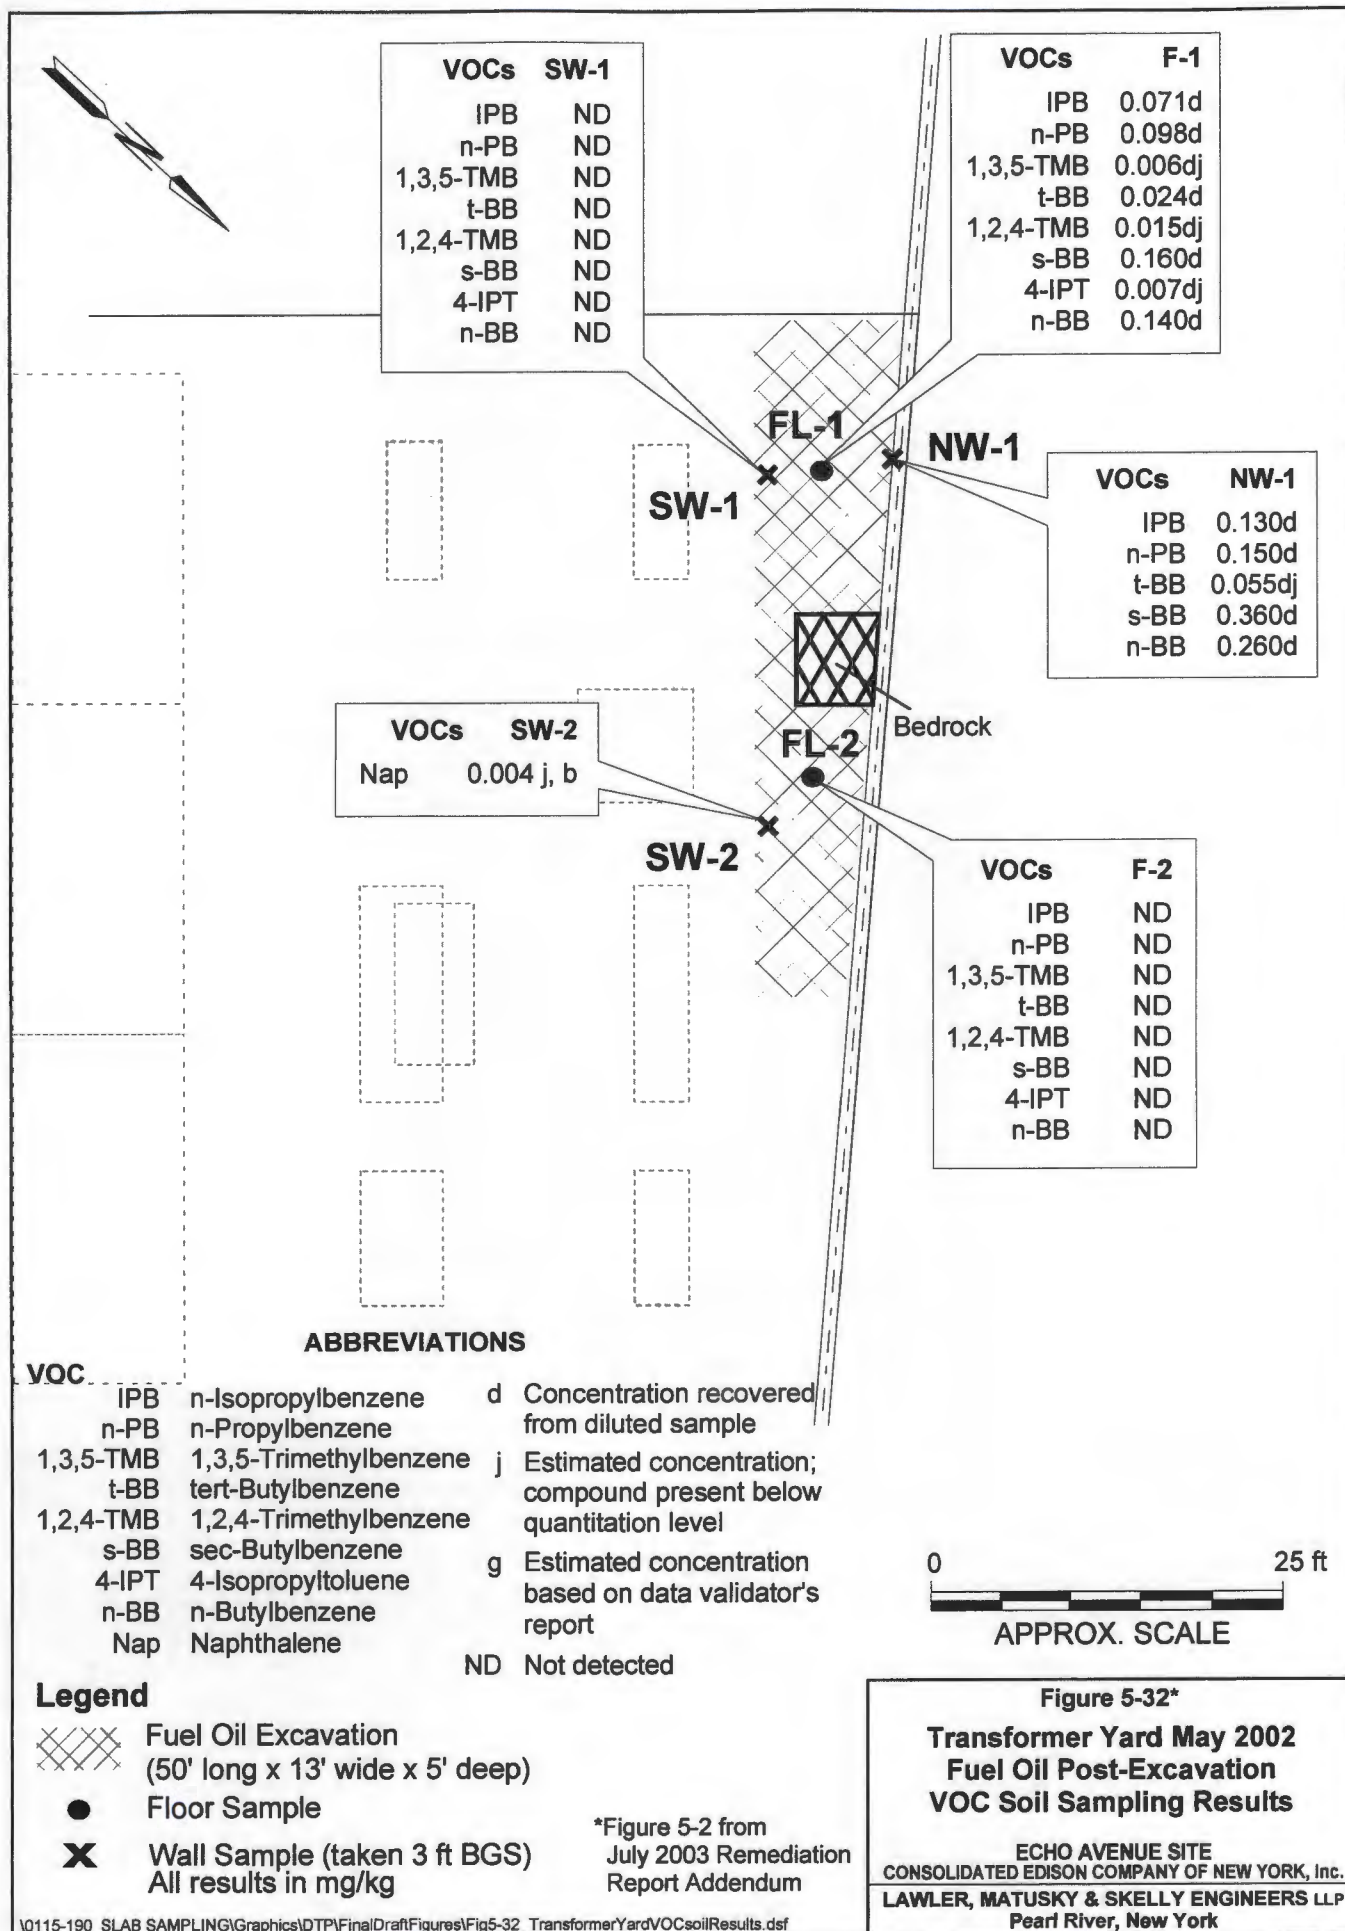 VOCs SW-1
IPB ND
n-PB ND
1,3,5-TMB ND
t-BB ND
1,2,4-TMB ND
s-BB ND
4-IPT ND
n-BB ND
VOCs F-1
IPB 0.071d
n-PB 0.098d
1,3,5-TMB 0.006dj
t-BB 0.024d
1,2,4-TMB 0.015dj
s-BB 0.160d
4-IPT 0.007dj
n-BB 0.140d
N
FL-1
NW-1
SW-1
VOCs NW-1
IPB 0.130d
n-PB 0.150d
t-BB 0.055dj
s-BB 0.360d
n-BB 0.260d
Bedrock
VOCs SW-2
Nap 0.004 j, b
FL-2
SW-2
VOCs F-2
IPB ND
n-PB ND
1,3,5-TMB ND
t-BB ND
1,2,4-TMB ND
s-BB ND
4-IPT ND
n-BB ND
ABBREVIATIONS
VOC
IPB n-Isopropylbenzene
n-PB n-Propylbenzene
1,3,5-TMB 1,3,5-Trimethylbenzene
t-BB tert-Butylbenzene
1,2,4-TMB 1,2,4-Trimethylbenzene
s-BB sec-Butylbenzene
4-IPT 4-Isopropyltoluene
n-BB n-Butylbenzene
Nap Naphthalene
d Concentration recovered
from diluted sample
j Estimated concentration;
compound present below
quantitation level
g Estimated concentration
based on data validator's
report
ND Not detected
0 25 ft
APPROX. SCALE
Legend
Fuel Oil Excavation
(50' long x 13' wide x 5' deep)
Floor Sample
Wall Sample (taken 3 ft BGS)
All results in mg/kg
*Figure 5-2 from
July 2003 Remediation
Report Addendum
Figure 5-32*
Transformer Yard May 2002
Fuel Oil Post-Excavation
VOC Soil Sampling Results
ECHO AVENUE SITE
CONSOLIDATED EDISON COMPANY OF NEW YORK, Inc.
LAWLER, MATUSKY & SKELLY ENGINEERS LLP
Pearl River, New York
\0115-190 SLAB SAMPLING\Graphics\DTP\FinalDraftFigures\Fig5-32_TransformerYardVOCsoilResults.dsf